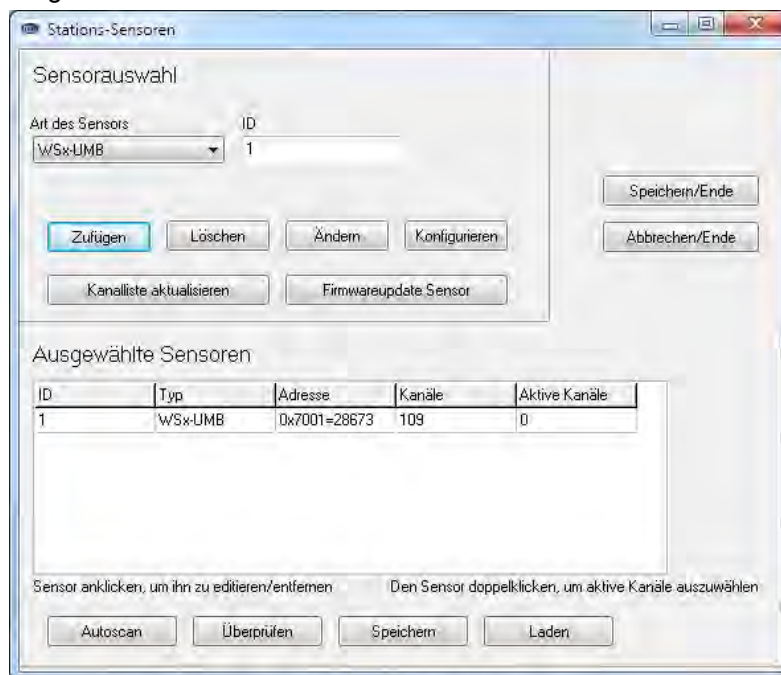 Stations-Sensoren
Sensorauswahl
Art des Sensors ID
WSx-UMB 1
Speichern/Ende
Zufügen Löschen Ändern Konfigurieren Abbrechen/Ende
Kanalliste aktualisieren Firmwareupdate Sensor
Ausgewählte Sensoren
ID Typ Adresse Kanäle Aktive Kanäle
1 WSx-UMB 0x7001=28673 109 0
Sensor anklicken, um ihn zu editieren/entfernen Den Sensor doppelklicken, um aktive Kanäle auszuwählen
Autoscan Überprüfen Speichern Laden